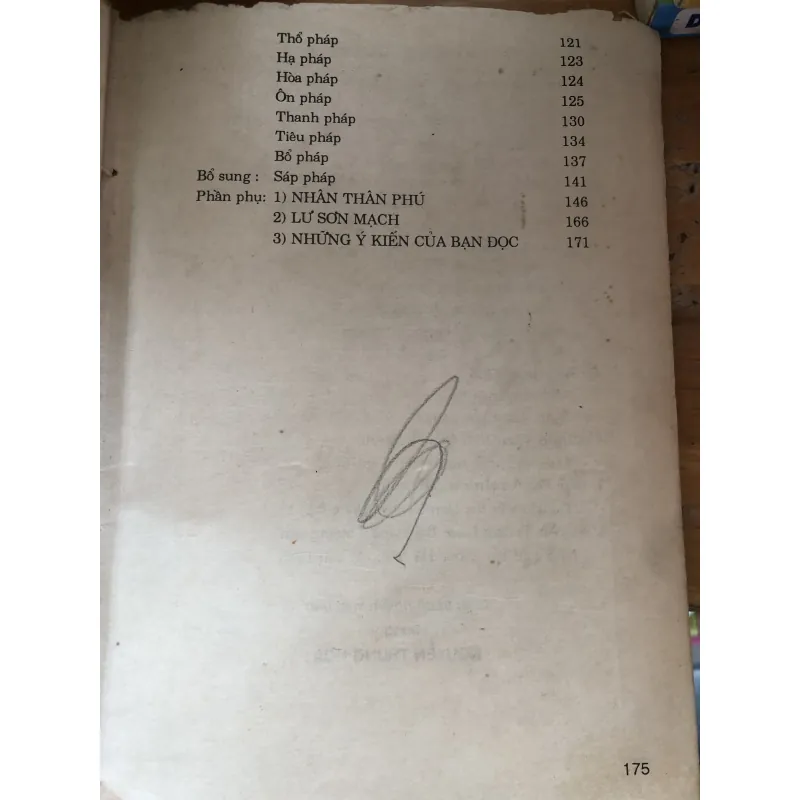 Thổ pháp 121
Hạ pháp 123
Hòa pháp 124
Ôn pháp 125
Thanh pháp 130
Tiêu pháp 134
Bổ pháp 137
Bổ sung : Sáp pháp 141
Phần phụ: 1) NHÂN THÂN PHÚ 146
2) LƯ SƠN MẠCH 166
3) NHỮNG Ý KIẾN CỦA BẠN ĐỌC 171
175